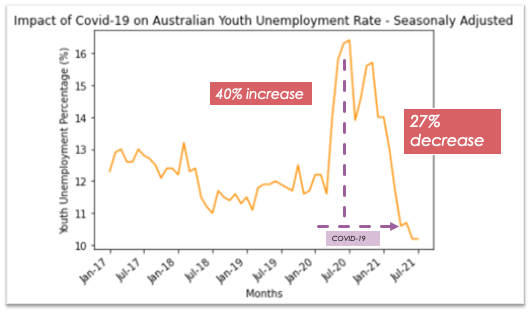 Impact of Covid-19 on Australian Youth Unemployment Rate - Seasonaly Adjusted
Youth Unemployment Percentage (%)
16
15
14
13
12
11
10
40% increase
27%
decrease
COVID-19
Jan-17
Jul-17
Jan-18
Jul-18
Jan-19
Jul-19
Jan-20
Jul-20
Jan-21
Jul-21
Months